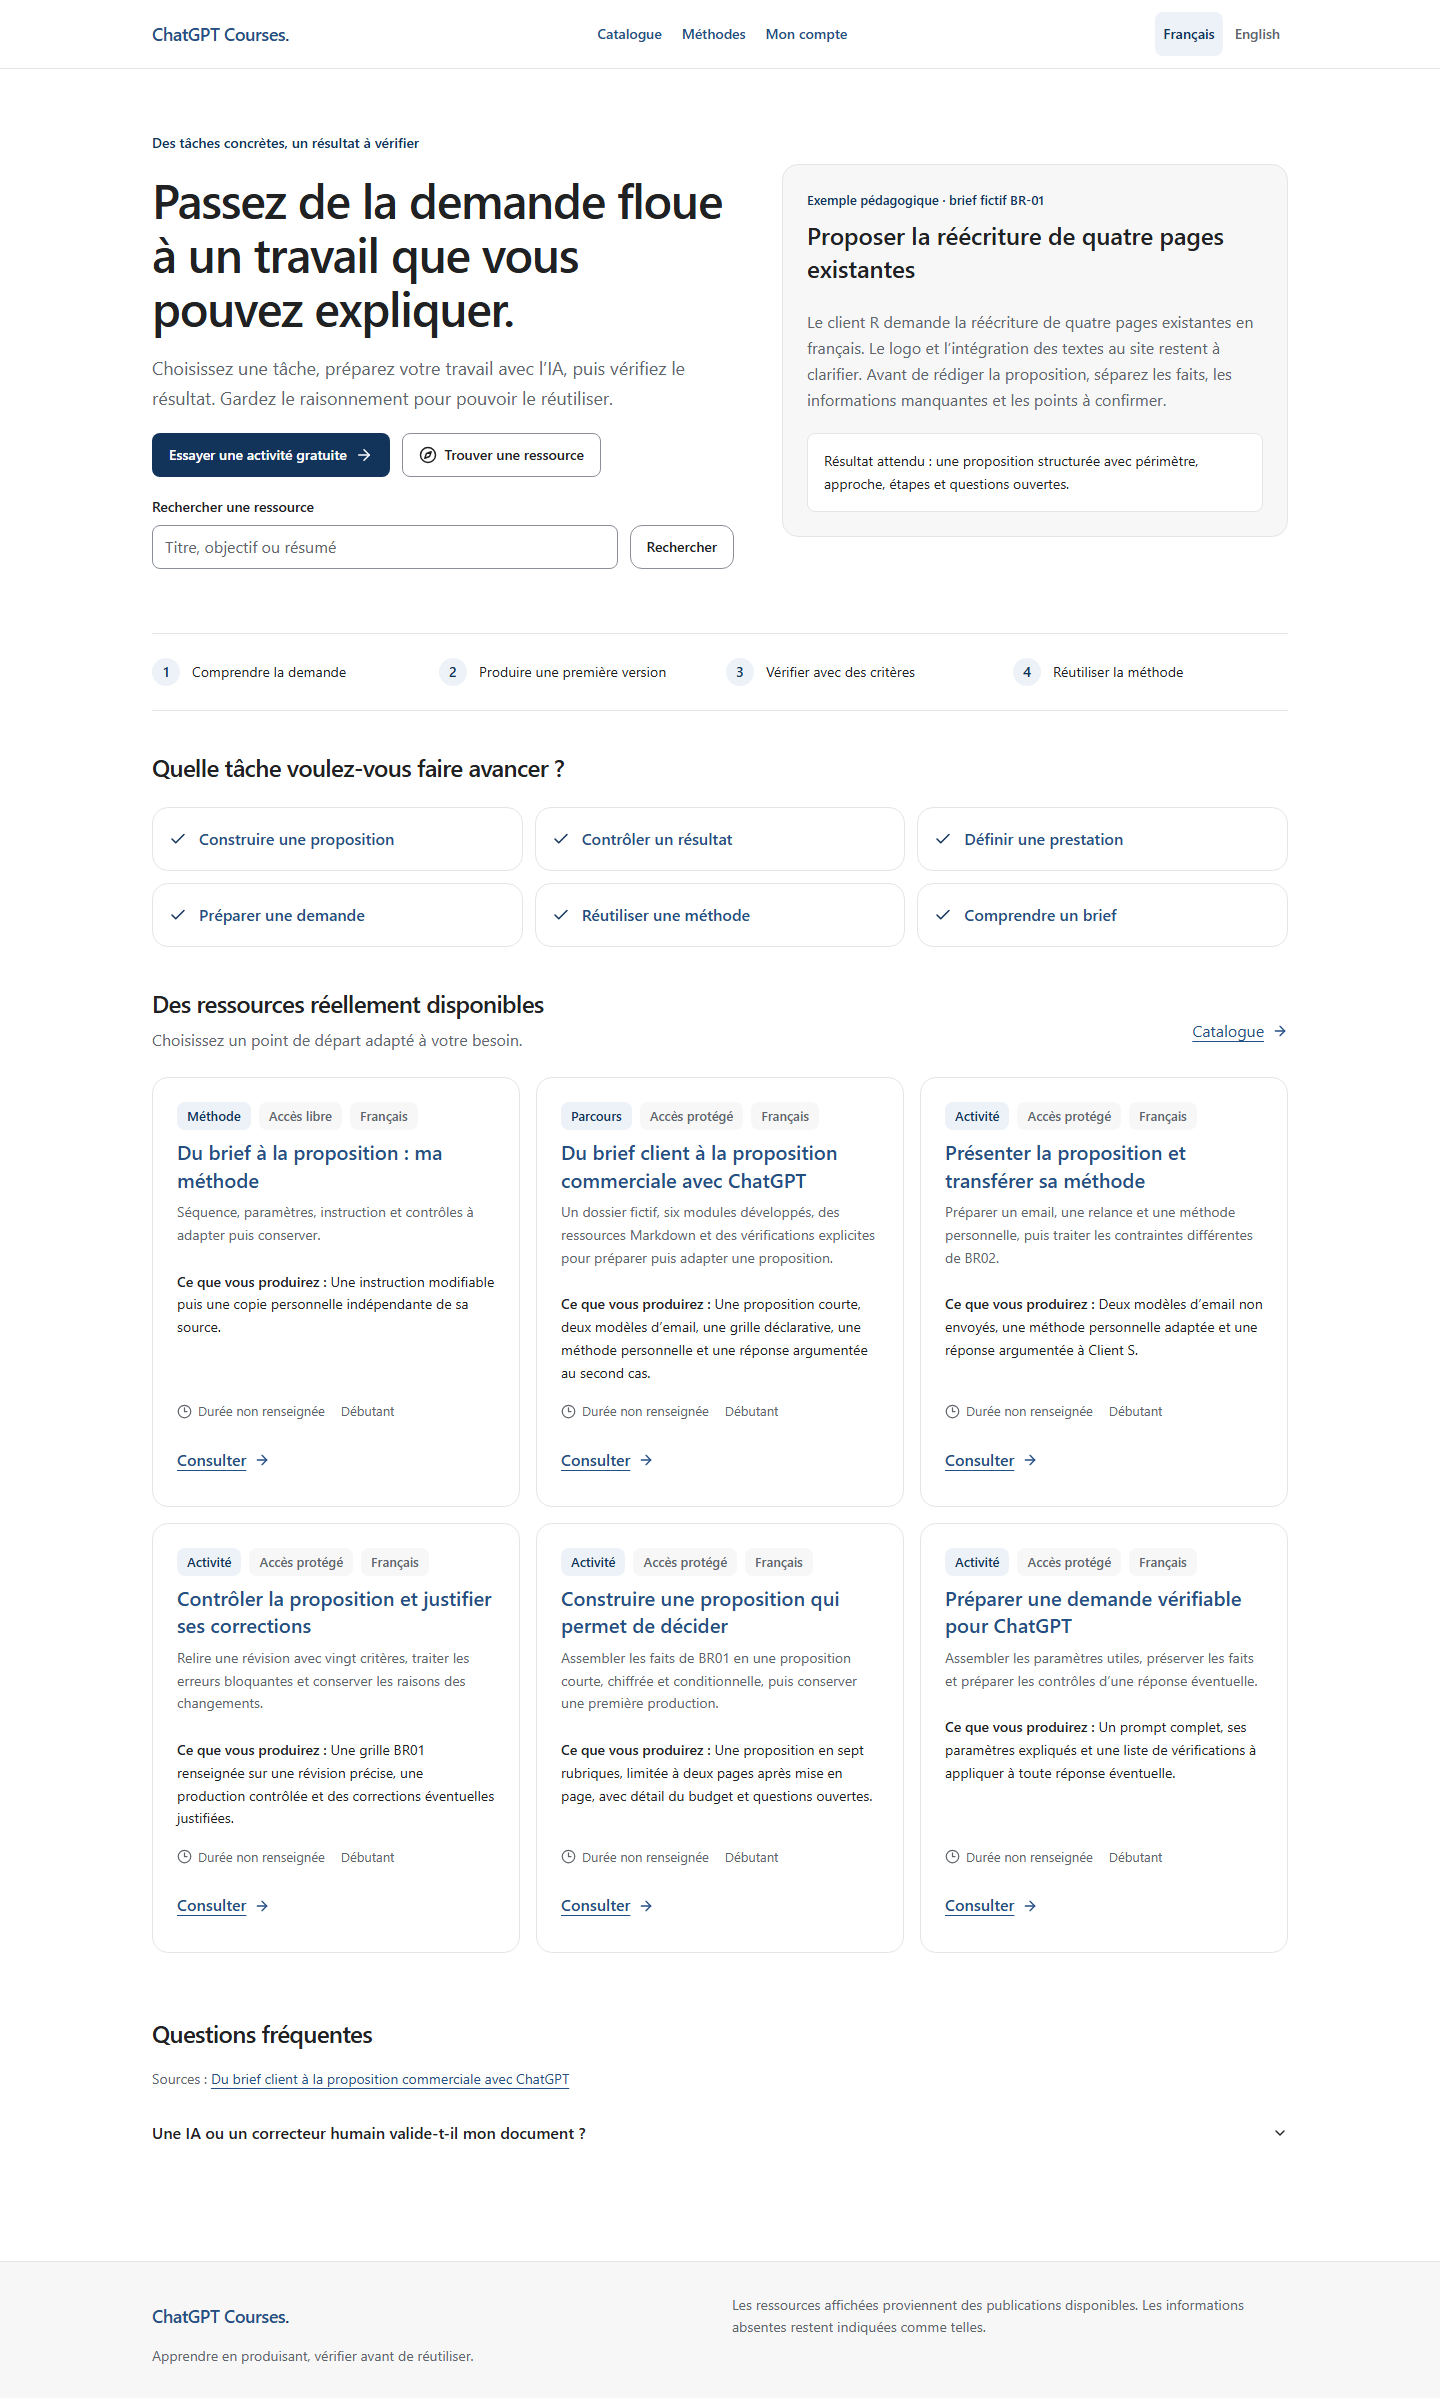 ChatGPT Courses.
Catalogue Méthodes Mon compte
Français English
Des tâches concrètes, un résultat à vérifier
Passez de la demande floue
à un travail que vous
pouvez expliquer.
Choisissez une tâche, préparez votre travail avec l’IA, puis vérifiez le
résultat. Gardez le raisonnement pour pouvoir le réutiliser.
Essayer une activité gratuite
Trouver une ressource
Rechercher une ressource
Titre, objectif ou résumé
Rechercher
Exemple pédagogique · brief fictif BR-01
Proposer la réécriture de quatre pages
existantes
Le client R demande la réécriture de quatre pages existantes en
français. Le logo et l’intégration des textes au site restent à
clarifier. Avant de rédiger la proposition, séparez les faits, les
informations manquantes et les points à confirmer.
Résultat attendu : une proposition structurée avec périmètre,
approche, étapes et questions ouvertes.
1 Comprendre la demande
2 Produire une première version
3 Vérifier avec des critères
4 Réutiliser la méthode
Quelle tâche voulez-vous faire avancer ?
Construire une proposition
Contrôler un résultat
Définir une prestation
Préparer une demande
Réutiliser une méthode
Comprendre un brief
Des ressources réellement disponibles
Choisissez un point de départ adapté à votre besoin.
Catalogue
Méthode Accès libre Français
Du brief à la proposition : ma
méthode
Séquence, paramètres, instruction et contrôles à
adapter puis conserver.
Ce que vous produirez : Une instruction modifiable
puis une copie personnelle indépendante de sa
source.
Durée non renseignée Débutant
Consulter
Parcours Accès protégé Français
Du brief client à la proposition
commerciale avec ChatGPT
Un dossier fictif, six modules développés, des
ressources Markdown et des vérifications explicites
pour préparer puis adapter une proposition.
Ce que vous produirez : Une proposition courte,
deux modèles d’email, une grille déclarative, une
méthode personnelle et une réponse argumentée
au second cas.
Durée non renseignée Débutant
Consulter
Activité Accès protégé Français
Présenter la proposition et
transférer sa méthode
Préparer un email, une relance et une méthode
personnelle, puis traiter les contraintes différentes
de BR02.
Ce que vous produirez : Deux modèles d’email non
envoyés, une méthode personnelle adaptée et une
réponse argumentée à Client S.
Durée non renseignée Débutant
Consulter
Activité Accès protégé Français
Contrôler la proposition et justifier
ses corrections
Relire une révision avec vingt critères, traiter les
erreurs bloquantes et conserver les raisons des
changements.
Ce que vous produirez : Une grille BR01
renseignée sur une révision précise, une
production contrôlée et des corrections éventuelles
justifiées.
Durée non renseignée Débutant
Consulter
Activité Accès protégé Français
Construire une proposition qui
permet de décider
Assembler les faits de BR01 en une proposition
courte, chiffrée et conditionnelle, puis conserver
une première production.
Ce que vous produirez : Une proposition en sept
rubriques, limitée à deux pages après mise en
page, avec détail du budget et questions ouvertes.
Durée non renseignée Débutant
Consulter
Activité Accès protégé Français
Préparer une demande vérifiable
pour ChatGPT
Assembler les paramètres utiles, préserver les faits
et préparer les contrôles d’une réponse éventuelle.
Ce que vous produirez : Un prompt complet, ses
paramètres expliqués et une liste de vérifications à
appliquer à toute réponse éventuelle.
Durée non renseignée Débutant
Consulter
Questions fréquentes
Sources : Du brief client à la proposition commerciale avec ChatGPT
Une IA ou un correcteur humain valide-t-il mon document ?
ChatGPT Courses.
Apprendre en produisant, vérifier avant de réutiliser.
Les ressources affichées proviennent des publications disponibles. Les informations
absentes restent indiquées comme telles.